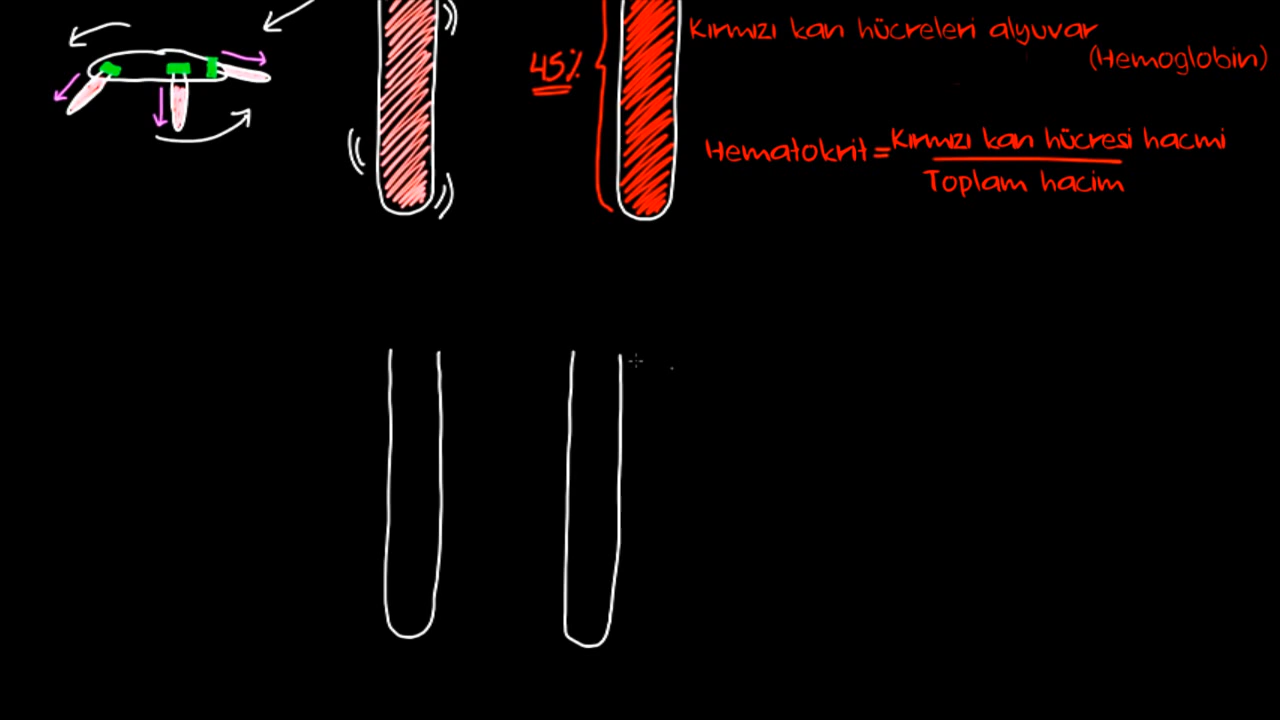 Kırmızı kan hücreleri alyuvar
(Hemoglobin)
45%
Hematokrit = Kırmızı kan hücresi hacmi
Toplam hacim